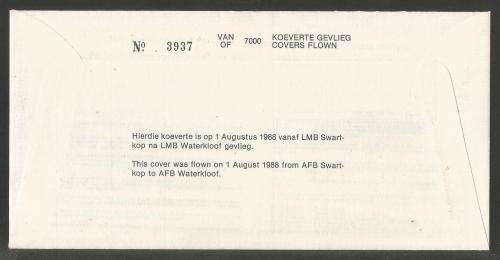 No 3937 VAN OF 7000 KOEVERTE GEVLIEG COVERS FLOWN
Hierdie koeverte is op 1 Augustus 1988 vanaf LMB Swart-
kop na LMB Waterkloof gevlieg.
This cover was flown on 1 August 1988 from AFB Swart-
kop to AFB Waterkloof.